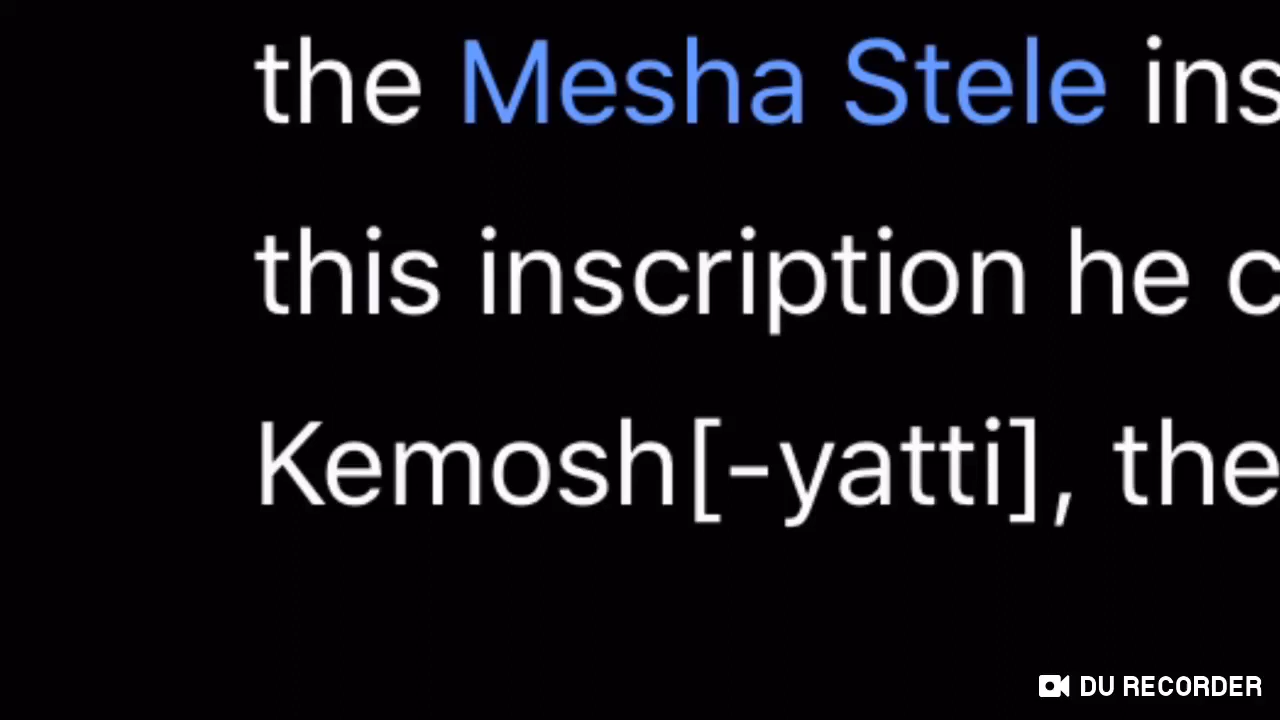 the Mesha Stele ins
this inscription he c
Kemosh[-yatti], the
DU RECORDER